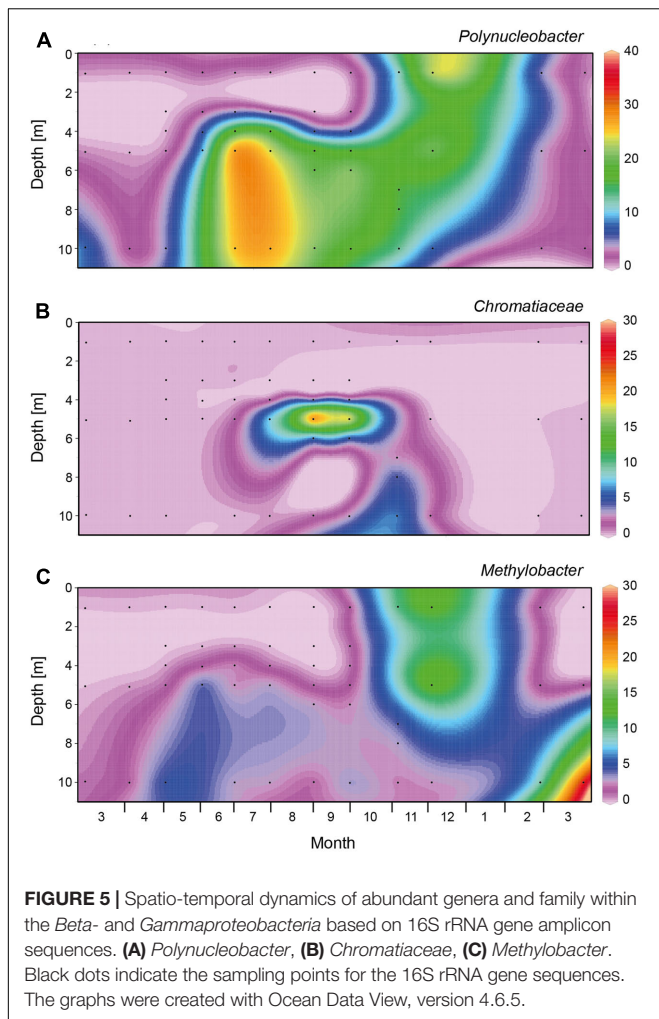 A
Polynucleobacter
0
2
4
6
8
10
Depth [m]
40
30
20
10
0
B
Chromatiaceae
0
2
4
6
8
10
Depth [m]
30
25
20
15
10
5
0
C
Methylobacter
0
2
4
6
8
10
Depth [m]
30
25
20
15
10
5
0
3 4 5 6 7 8 9 10 11 12 1 2 3
Month
FIGURE 5 | Spatio-temporal dynamics of abundant genera and family within
the Beta- and Gammaproteobacteria based on 16S rRNA gene amplicon
sequences. (A) Polynucleobacter, (B) Chromatiaceae, (C) Methylobacter.
Black dots indicate the sampling points for the 16S rRNA gene sequences.
The graphs were created with Ocean Data View, version 4.6.5.